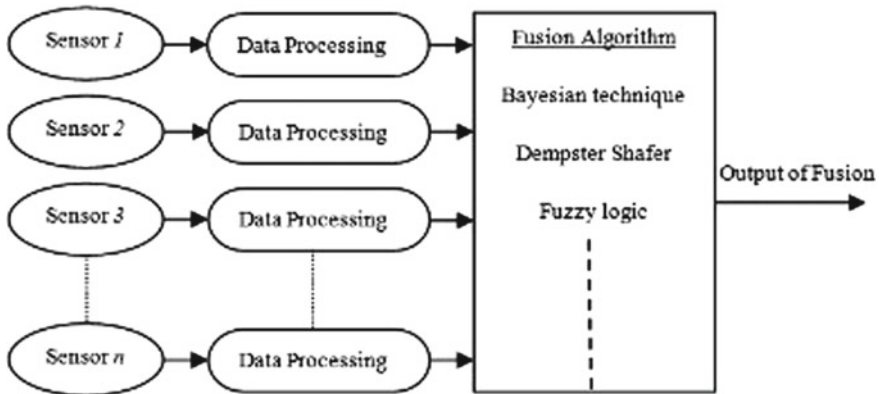 Sensor 1
Data Processing
Fusion Algorithm
Sensor 2
Data Processing
Bayesian technique
Sensor 3
Data Processing
Dempster Shafer
Fuzzy logic
Sensor n
Data Processing
Output of Fusion